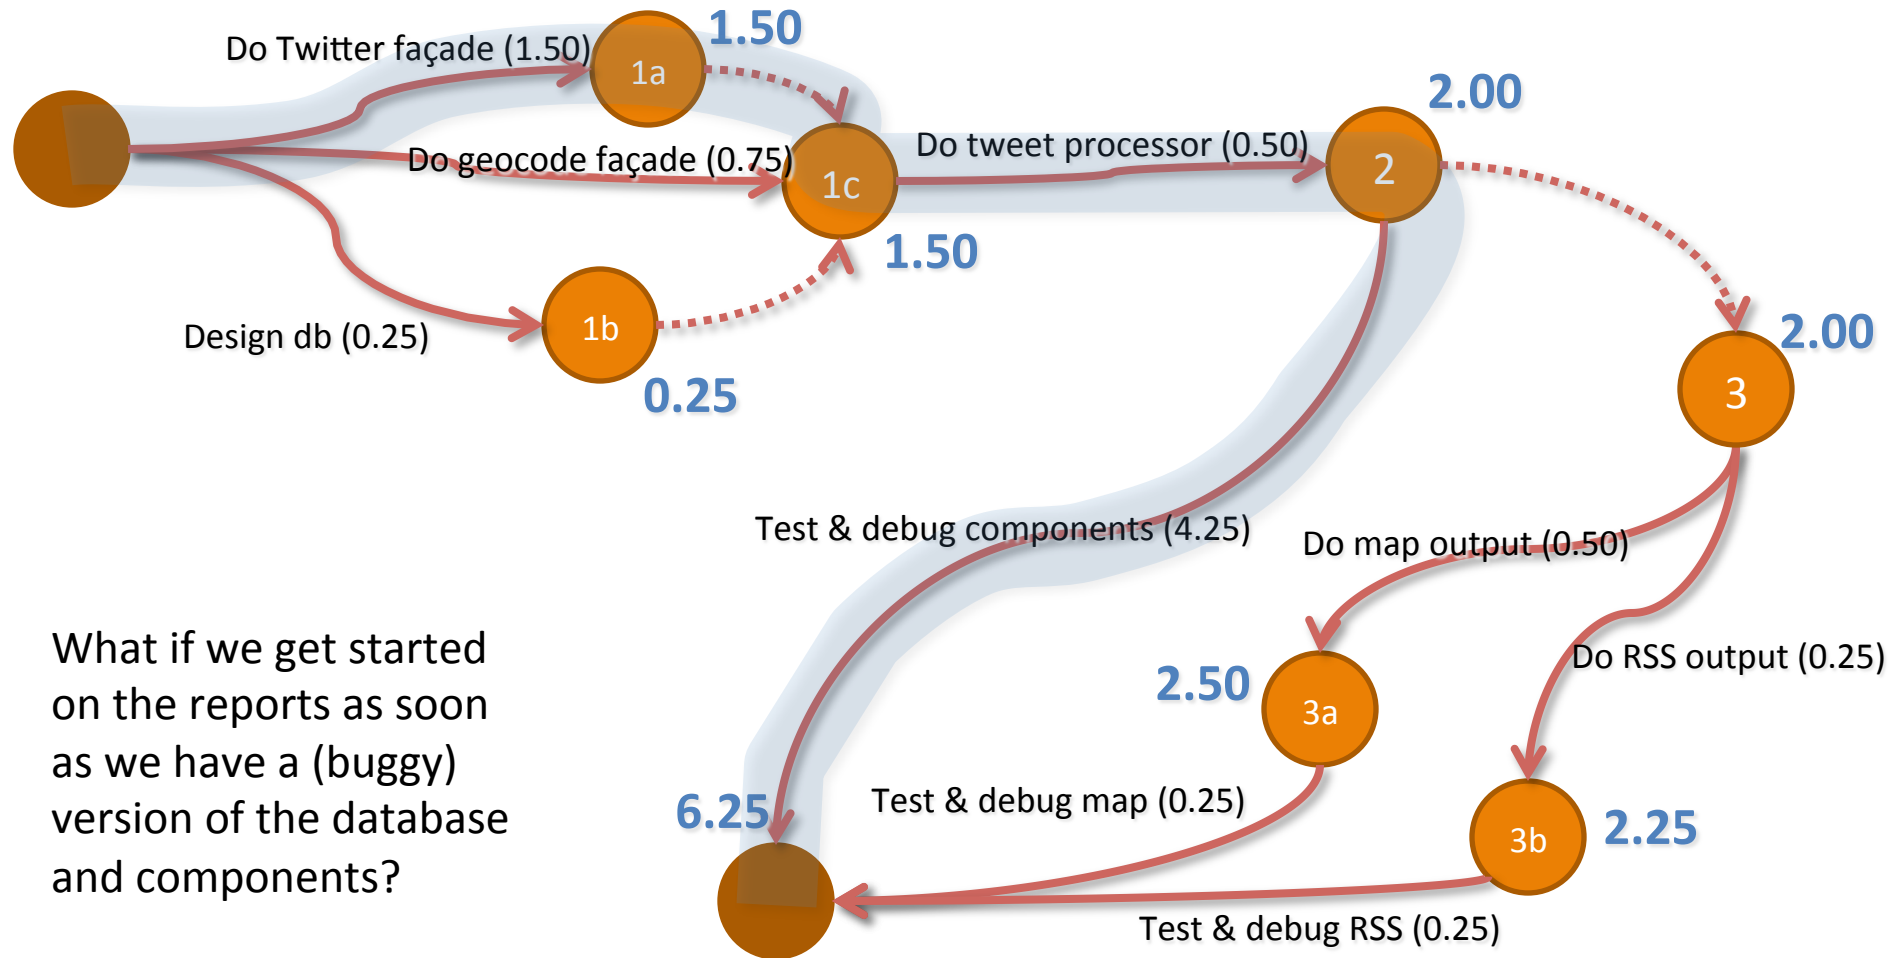 1.50
Do Twitter façade (1.50)
1a
2.00
Do geocode façade (0.75)
Do tweet processor (0.50)
1c
2
1.50
Design db (0.25)
1b
0.25
2.00
3
Test & debug components (4.25)
Do map output (0.50)
What if we get started
on the reports as soon
as we have a (buggy)
version of the database
and components?
Do RSS output (0.25)
2.50
3a
6.25
Test & debug map (0.25)
3b
2.25
Test & debug RSS (0.25)